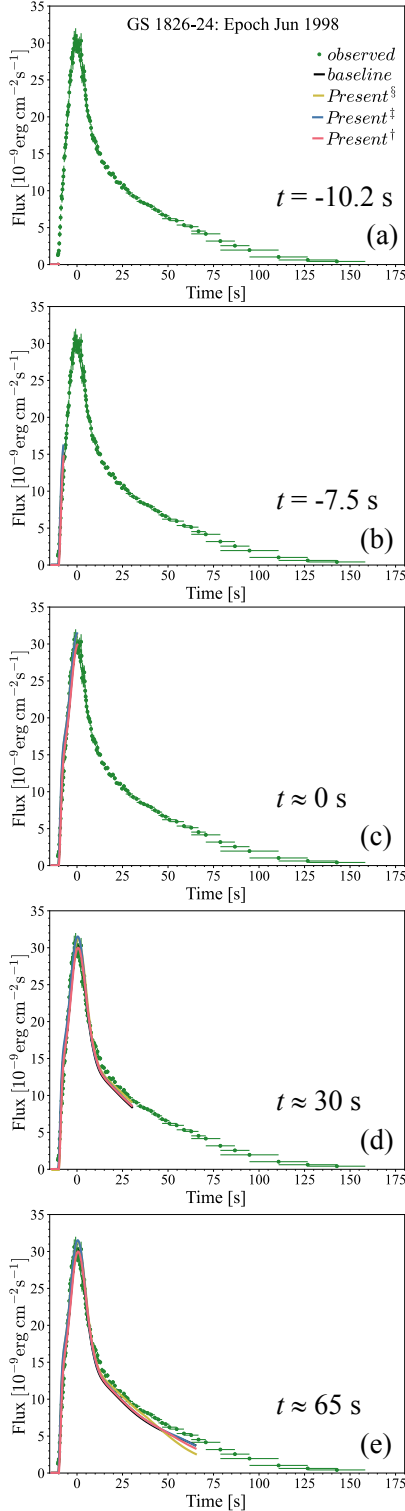 GS 1826-24: Epoch Jun 1998
observed
baseline
Present§
Present‡
Present†
t = -10.2 s
(a)
Flux [10−9erg cm−2s−1]
35
30
25
20
15
10
5
0
0 25 50 75 100 125 150 175
Time [s]
t = -7.5 s
(b)
Flux [10−9erg cm−2s−1]
35
30
25
20
15
10
5
0
0 25 50 75 100 125 150 175
Time [s]
t ≈ 0 s
(c)
Flux [10−9erg cm−2s−1]
35
30
25
20
15
10
5
0
0 25 50 75 100 125 150 175
Time [s]
t ≈ 30 s
(d)
Flux [10−9erg cm−2s−1]
35
30
25
20
15
10
5
0
0 25 50 75 100 125 150 175
Time [s]
t ≈ 65 s
(e)
Flux [10−9erg cm−2s−1]
35
30
25
20
15
10
5
0
0 25 50 75 100 125 150 175
Time [s]